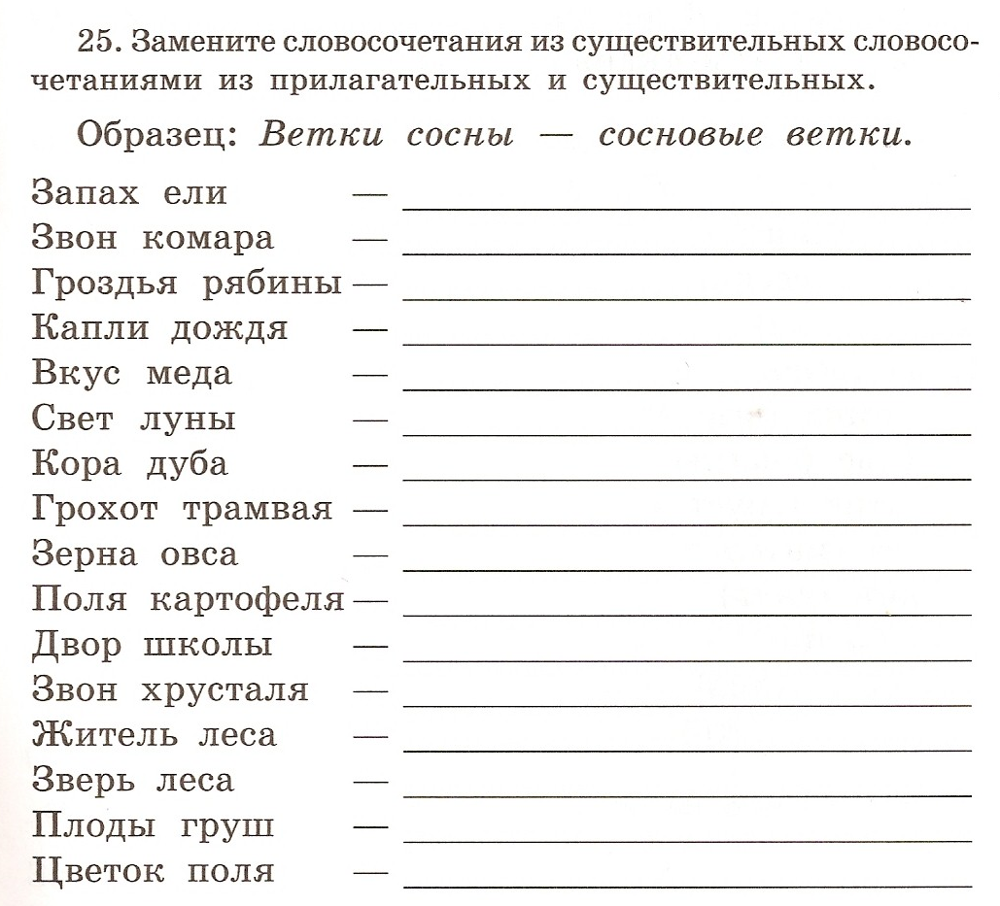 25. Замените словосочетания из существительных словосо-
четаниями из прилагательных и существительных.
Образец: Ветки сосны — сосновые ветки.
Запах ели —
Звон комара —
Гроздья рябины —
Капли дождя —
Вкус меда —
Свет луны —
Кора дуба —
Грохот трамвая —
Зерна овса —
Поля картофеля —
Двор школы —
Звон хрусталя —
Житель леса —
Зверь леса —
Плоды груш —
Цветок поля —